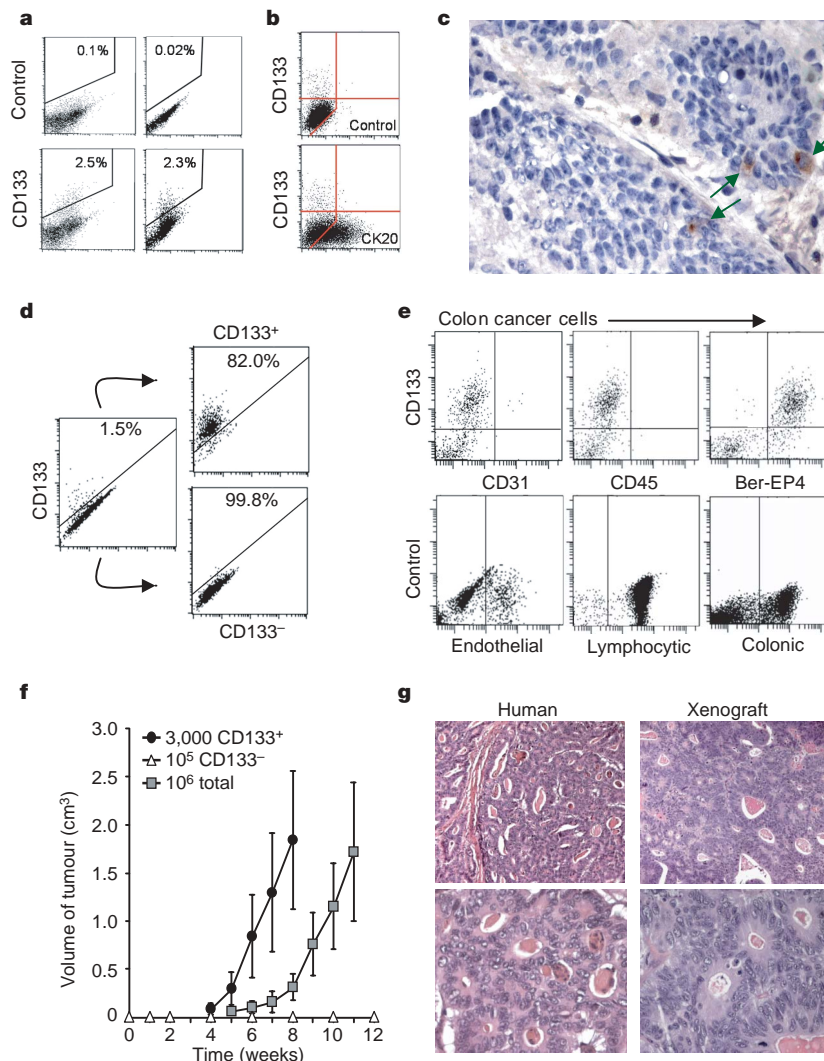 a
Control
0.1%
0.02%
CD133
2.5%
2.3%
b
CD133
Control
CD133
CK20
c
d
CD133+
82.0%
1.5%
CD133
99.8%
CD133–
e
Colon cancer cells
CD133
CD31
CD45
Ber-EP4
Control
Endothelial
Lymphocytic
Colonic
f
3,000 CD133⁺
10⁵ CD133⁻
10⁶ total
Volume of tumour (cm³)
3.0
2.5
2.0
1.5
1.0
0.5
0
0 2 4 6 8 10 12
Time (weeks)
g
Human
Xenograft